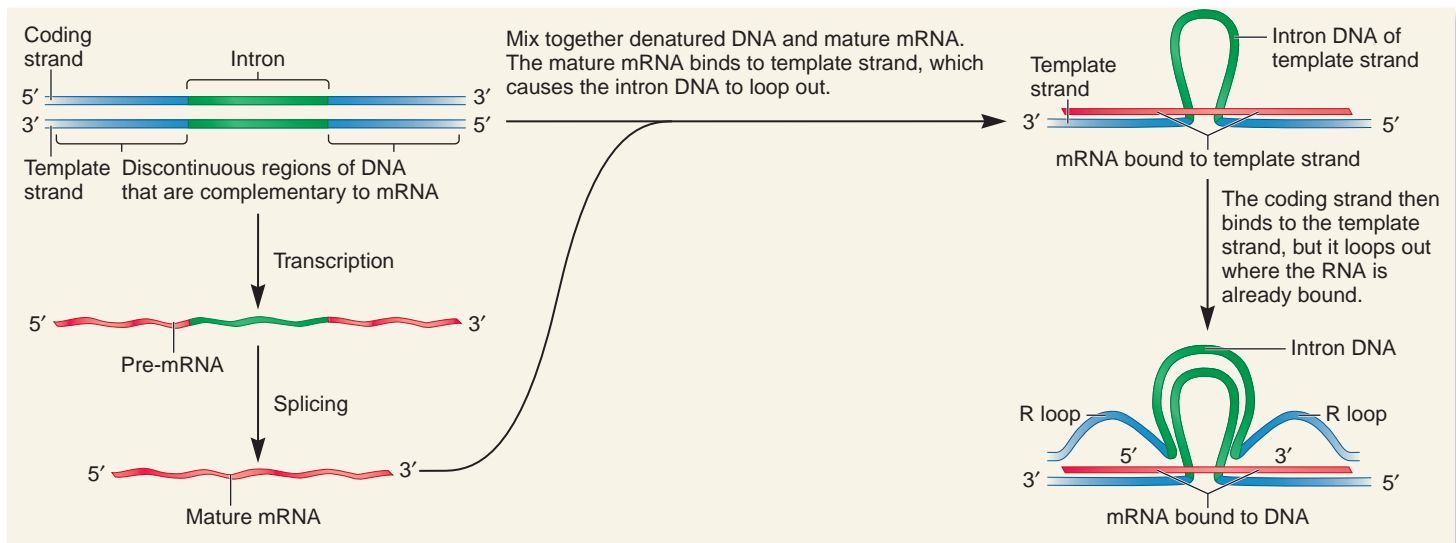 Coding
strand
Intron
5′ 3′
3′ 5′
Template
strand
Discontinuous regions of DNA
that are complementary to mRNA
Transcription
5′ 3′
Pre-mRNA
Splicing
5′ 3′
Mature mRNA
Mix together denatured DNA and mature mRNA.
The mature mRNA binds to template strand, which
causes the intron DNA to loop out.
Intron DNA of
template strand
Template
strand
3′ 5′
mRNA bound to template strand
The coding strand then
binds to the template
strand, but it loops out
where the RNA is
already bound.
Intron DNA
R loop R loop
5′ 3′
3′ 5′
mRNA bound to DNA